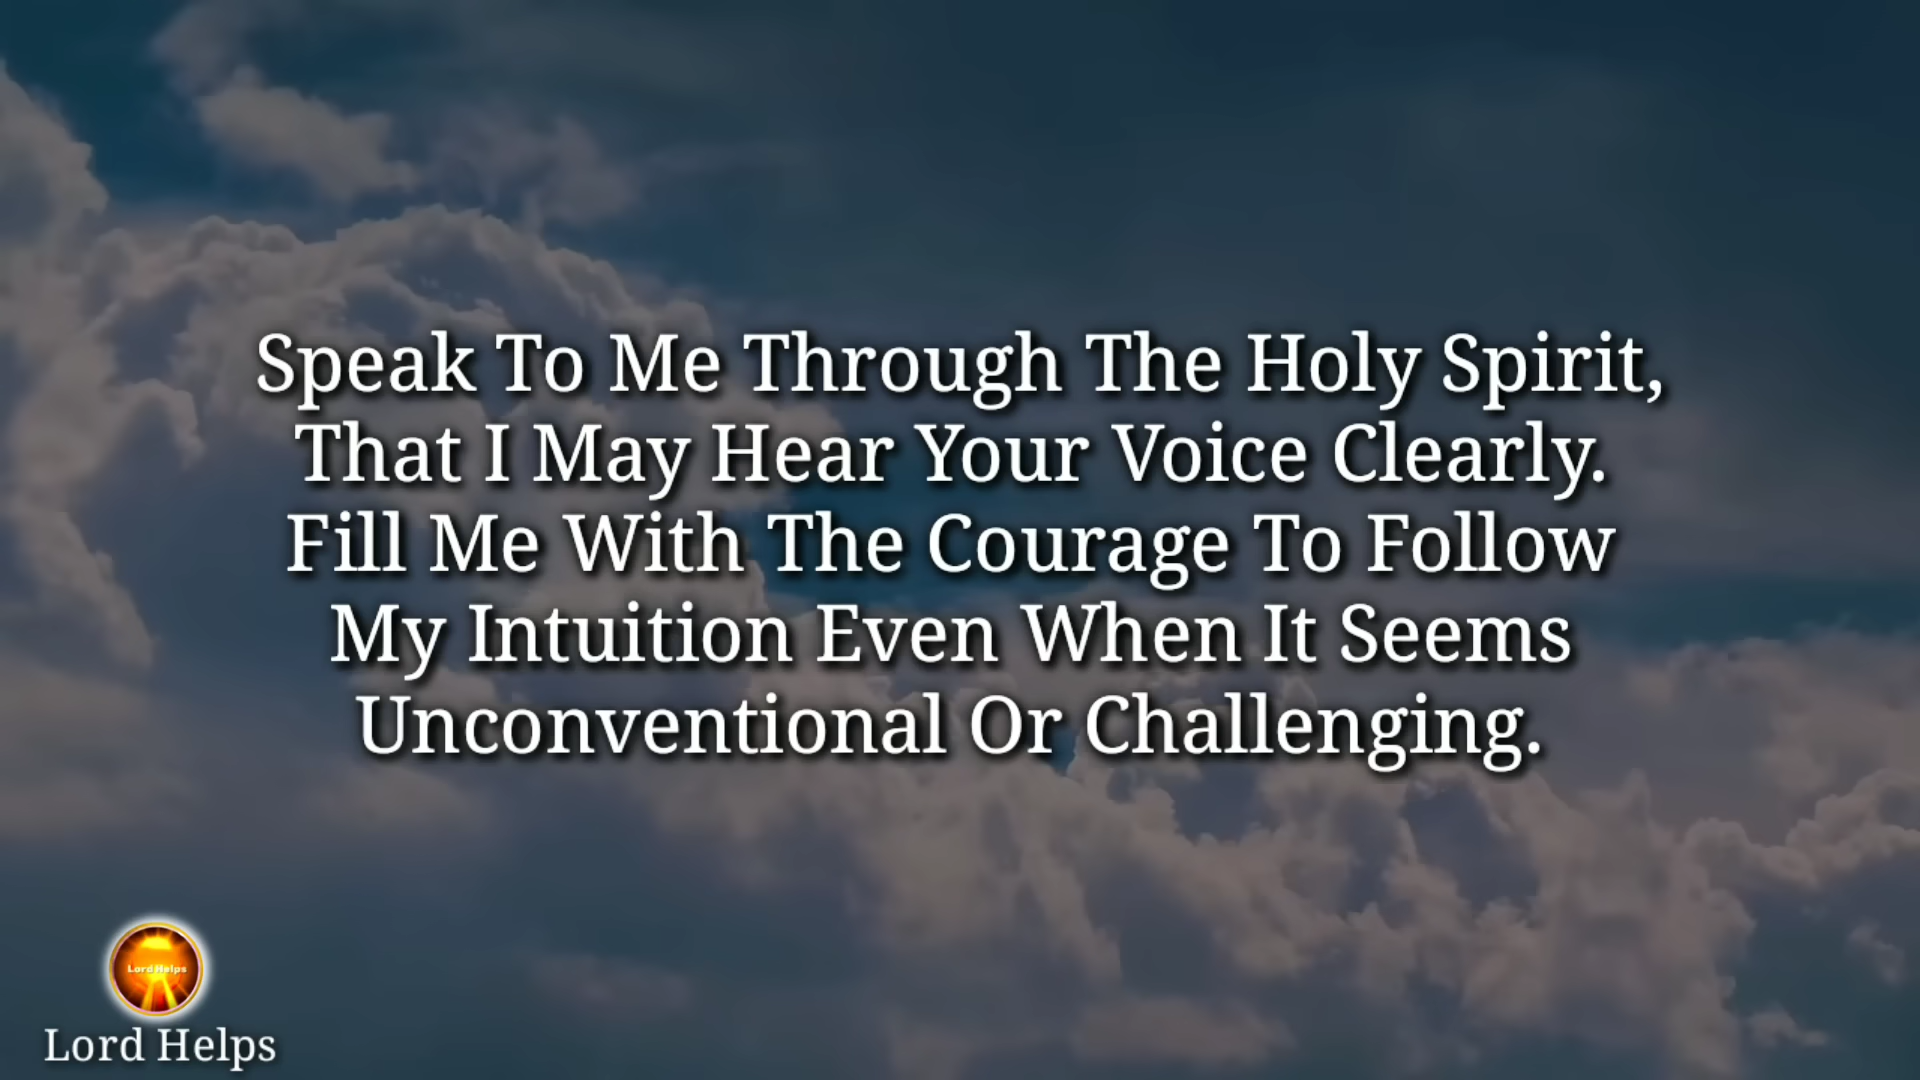 Speak To Me Through The Holy Spirit,
That I May Hear Your Voice Clearly.
Fill Me With The Courage To Follow
My Intuition Even When It Seems
Unconventional Or Challenging.
Lord Helps
Lord Helps